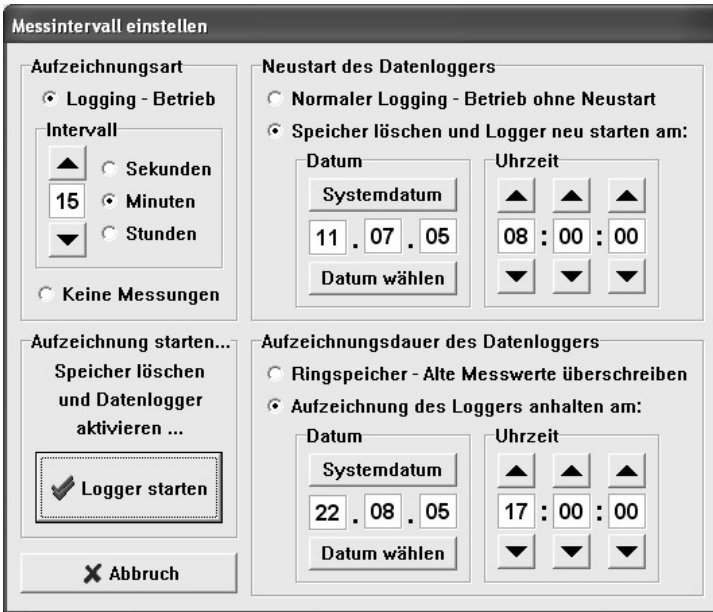 Messintervall einstellen
Aufzeichnungsart
Logging - Betrieb
Intervall
15
Sekunden
Minuten
Stunden
Keine Messungen
Neustart des Datenloggers
Normaler Logging - Betrieb ohne Neustart
Speicher löschen und Logger neu starten am:
Datum
Systemdatum
11 . 07 . 05
Datum wählen
Uhrzeit
08 : 00 : 00
Aufzeichnung starten...
Speicher löschen
und Datenlogger
aktivieren ...
Logger starten
Abbruch
Aufzeichnungsdauer des Datenloggers
Ringspeicher - Alte Messwerte überschreiben
Aufzeichnung des Loggers anhalten am:
Datum
Systemdatum
22 . 08 . 05
Datum wählen
Uhrzeit
17 : 00 : 00